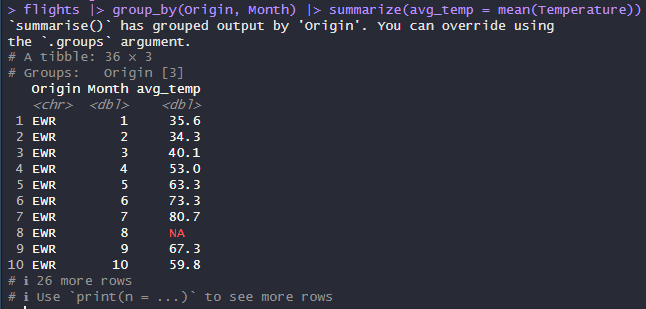 > flights |> group_by(Origin, Month) |> summarize(avg_temp = mean(Temperature))
`summarise()` has grouped output by 'Origin'. You can override using
the `.groups` argument.
# A tibble: 36 × 3
# Groups:   Origin [3]
   Origin Month avg_temp
   <chr>  <dbl>    <dbl>
 1 EWR        1     35.6
 2 EWR        2     34.3
 3 EWR        3     40.1
 4 EWR        4     53.0
 5 EWR        5     63.3
 6 EWR        6     73.3
 7 EWR        7     80.7
 8 EWR        8     NA
 9 EWR        9     67.3
10 EWR       10     59.8
# ℹ 26 more rows
# ℹ Use `print(n = ...)` to see more rows